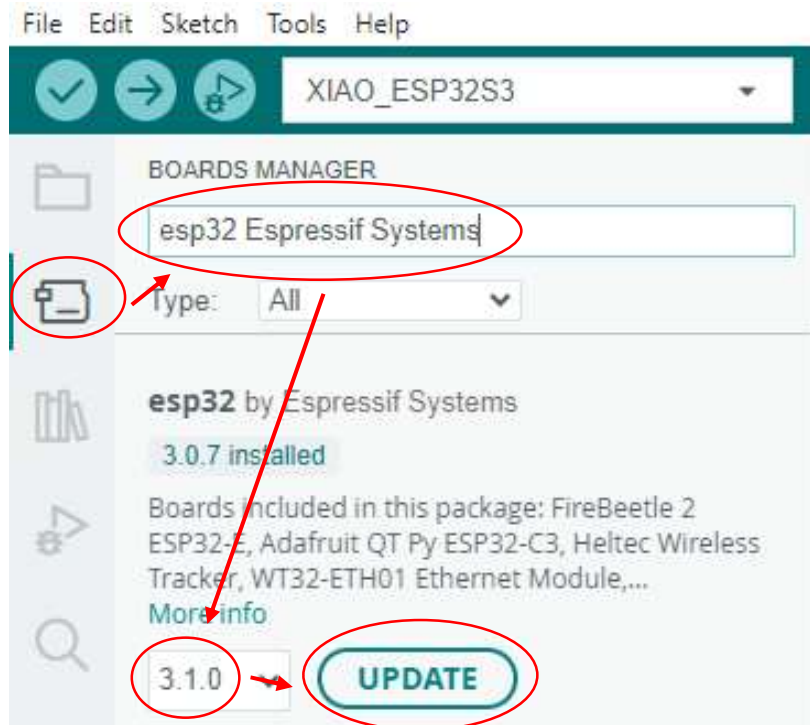 File Edit Sketch Tools Help
XIAO_ESP32S3
BOARDS MANAGER
esp32 Espressif Systems
Type: All
esp32 by Espressif Systems
3.0.7 installed
Boards included in this package: FireBeetle 2
ESP32-E, Adafruit QT Py ESP32-C3, Heltec Wireless
Tracker, WT32-ETH01 Ethernet Module,...
More info
3.1.0 UPDATE